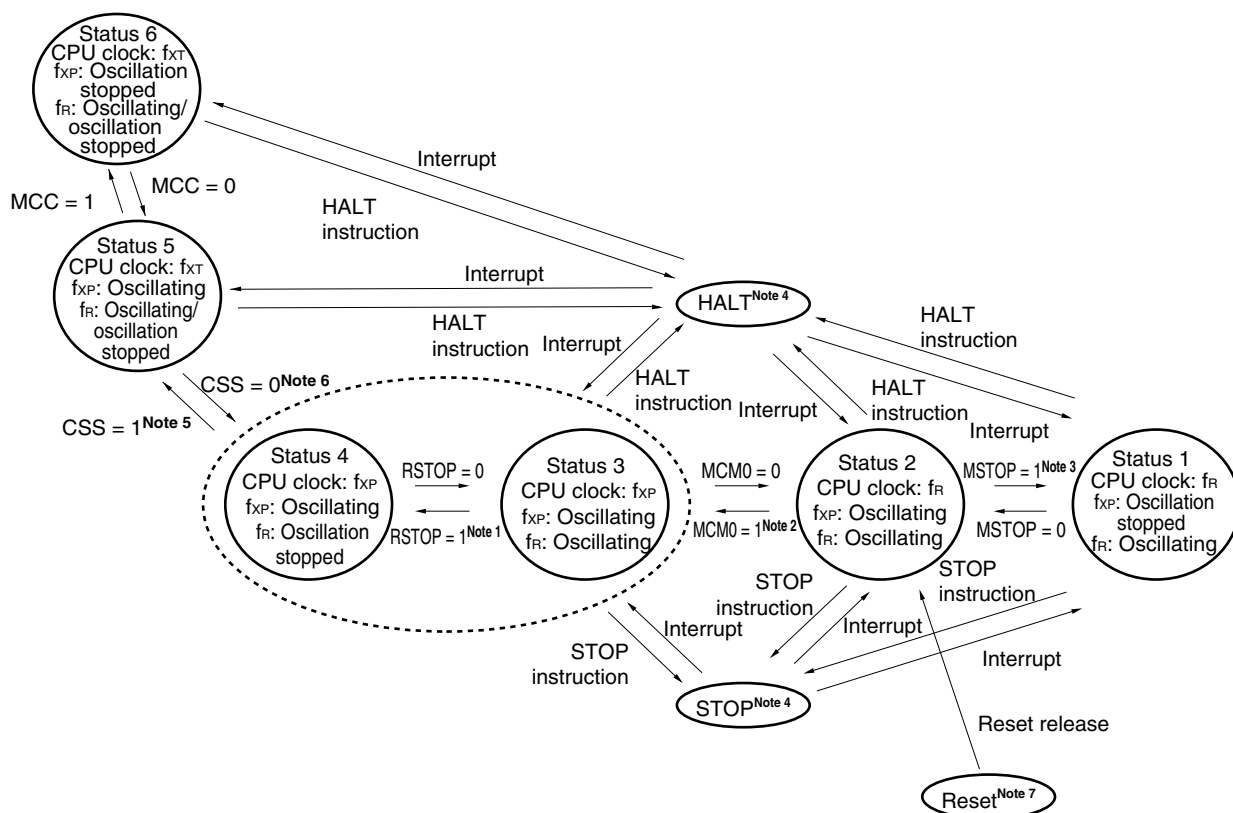 Status 6
CPU clock: fXT
fXP: Oscillation
stopped
fR: Oscillating/
oscillation
stopped
Interrupt
MCC = 0
MCC = 1
HALT
instruction
Status 5
CPU clock: fXT
fXP: Oscillating
fR: Oscillating/
oscillation
stopped
Interrupt
HALTNote 4
HALT
instruction
HALT
instruction
Interrupt
HALT
instruction
Interrupt
HALT
instruction
Interrupt
CSS = 0Note 6
CSS = 1Note 5
Status 4
CPU clock: fXP
fXP: Oscillating
fR: Oscillation
stopped
RSTOP = 0
RSTOP = 1Note 1
Status 3
CPU clock: fXP
fXP: Oscillating
fR: Oscillating
MCM0 = 0
MCM0 = 1Note 2
Status 2
CPU clock: fR
fXP: Oscillating
fR: Oscillating
MSTOP = 1Note 3
MSTOP = 0
Status 1
CPU clock: fR
fXP: Oscillation
stopped
fR: Oscillating
STOP
instruction
STOP
instruction
Interrupt
Interrupt
STOP
instruction
Interrupt
STOPNote 4
Reset release
ResetNote 7